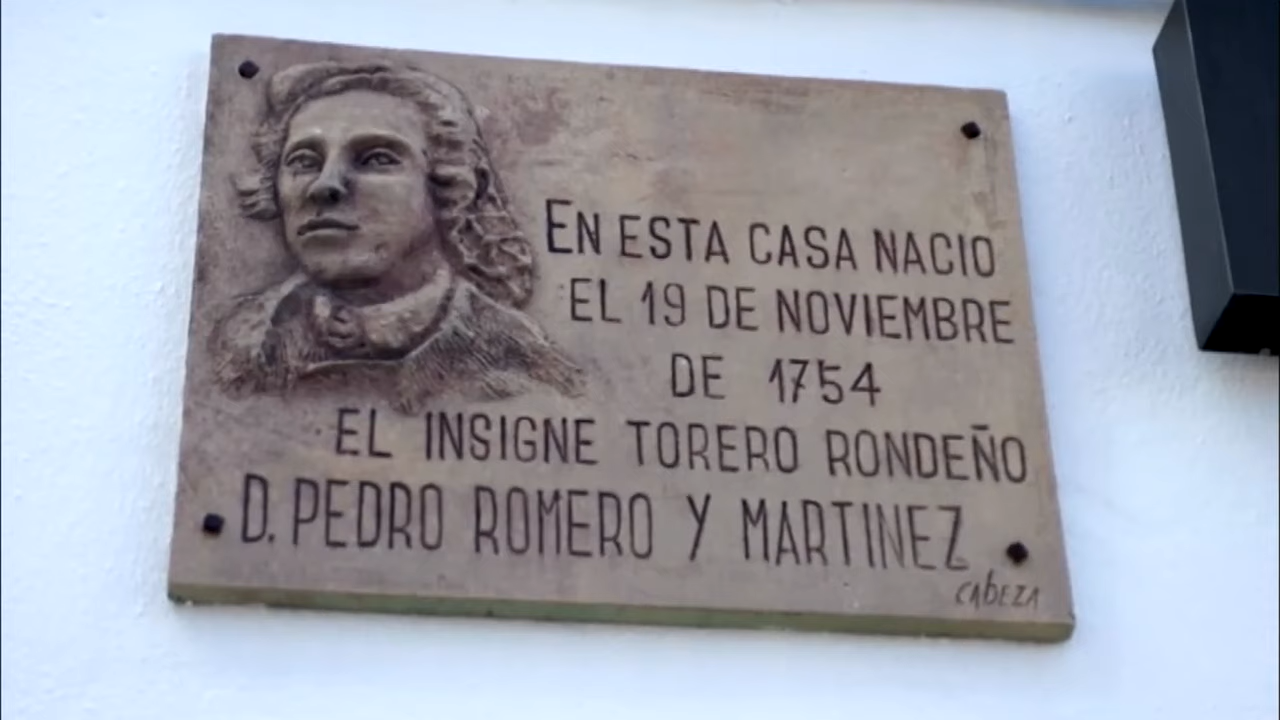 EN ESTA CASA NACIO
EL 19 DE NOVIEMBRE
DE 1754
EL INSIGNE TORERO RONDEÑO
D. PEDRO ROMERO Y MARTINEZ
CABEZA